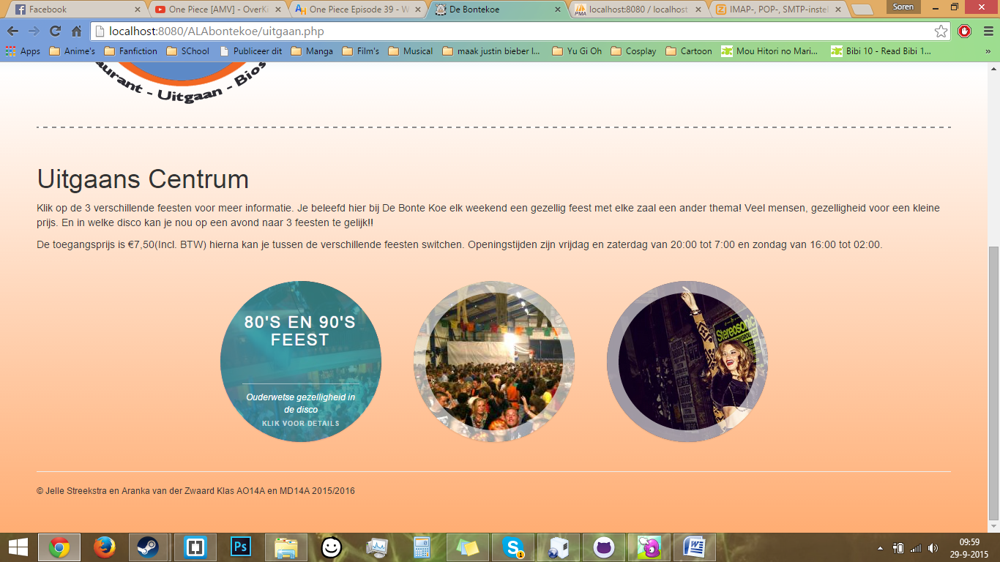 Facebook
One Piece [AMV] - OverKi
One Piece Episode 39 - W
De Bontekoe
localhost:8080 / localhost
IMAP-, POP-, SMTP-instel
Soren
localhost:8080/ALAbontekoe/uitgaan.php
Apps
Anime's
Fanfiction
SChool
Publiceer dit
Manga
Film's
Musical
maak justin bieber l...
Yu Gi Oh
Cosplay
Cartoon
Mou Hitori no Mari...
Bibi 10 - Read Bibi 1...
»
aurant - Uitgaan - Bios
Uitgaans Centrum
Klik op de 3 verschillende feesten voor meer informatie. Je beleefd hier bij De Bonte Koe elk weekend een gezellig feest met elke zaal een ander thema! Veel mensen, gezelligheid voor een kleine
prijs. En in welke disco kan je nou op een avond naar 3 feesten te gelijk!!
De toegangsprijs is €7,50(Incl. BTW) hierna kan je tussen de verschillende feesten switchen. Openingstijden zijn vrijdag en zaterdag van 20:00 tot 7:00 en zondag van 16:00 tot 02:00.
80'S EN 90'S
FEEST
Ouderwetse gezelligheid in
de disco
KLIK VOOR DETAILS
Stereosonic
© Jelle Streekstra en Aranka van der Zwaard Klas AO14A en MD14A 2015/2016
09:59
29-9-2015